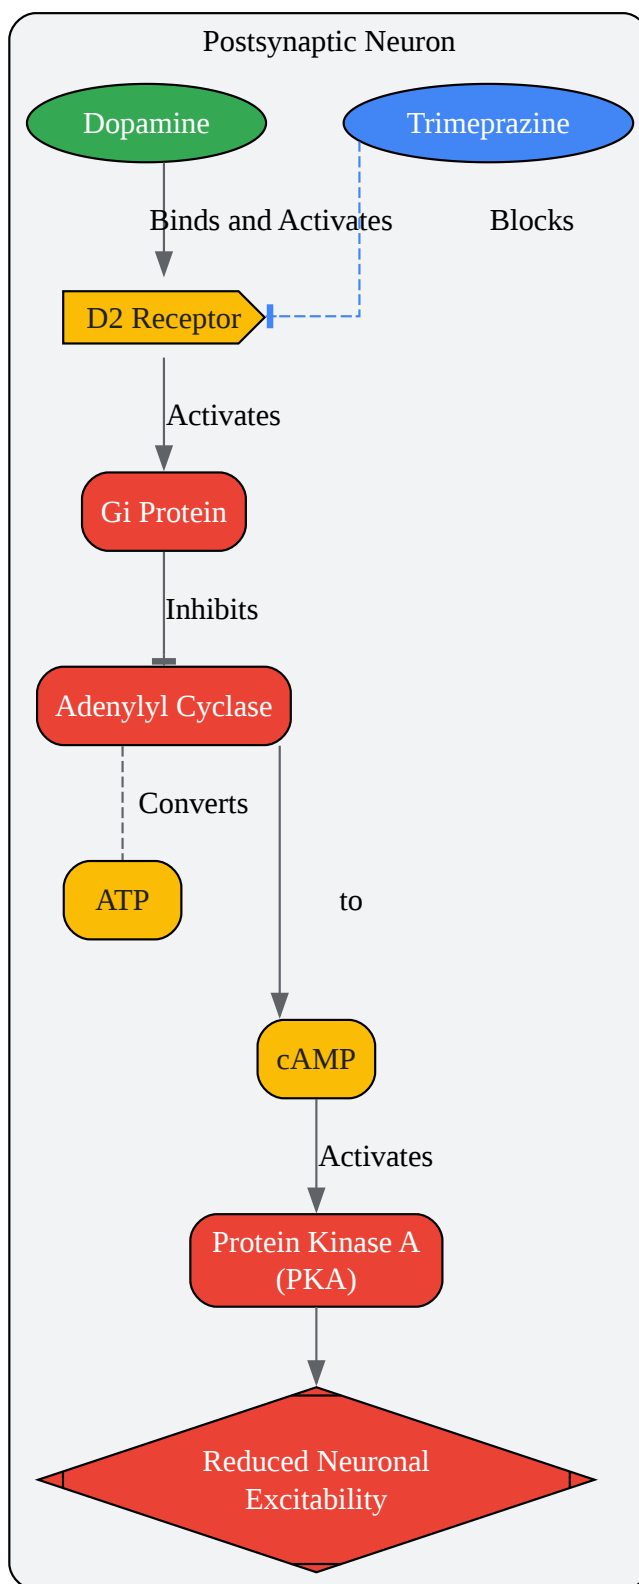 Postsynaptic Neuron
Dopamine
Trimeprazine
Binds and Activates
Blocks
D2 Receptor
Activates
Gi Protein
Inhibits
Adenylyl Cyclase
Converts
ATP
to
cAMP
Activates
Protein Kinase A
(PKA)
Reduced Neuronal
Excitability